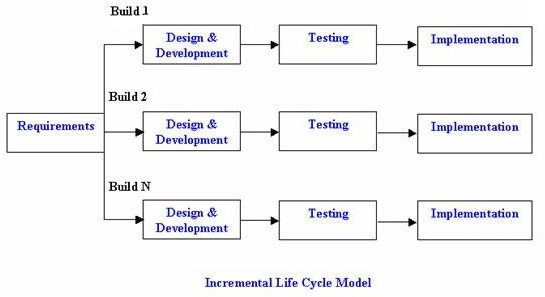 Build 1
Design &
Development
Testing
Implementation
Build 2
Requirements
Design &
Development
Testing
Implementation
Build N
Design &
Development
Testing
Implementation
Incremental Life Cycle Model